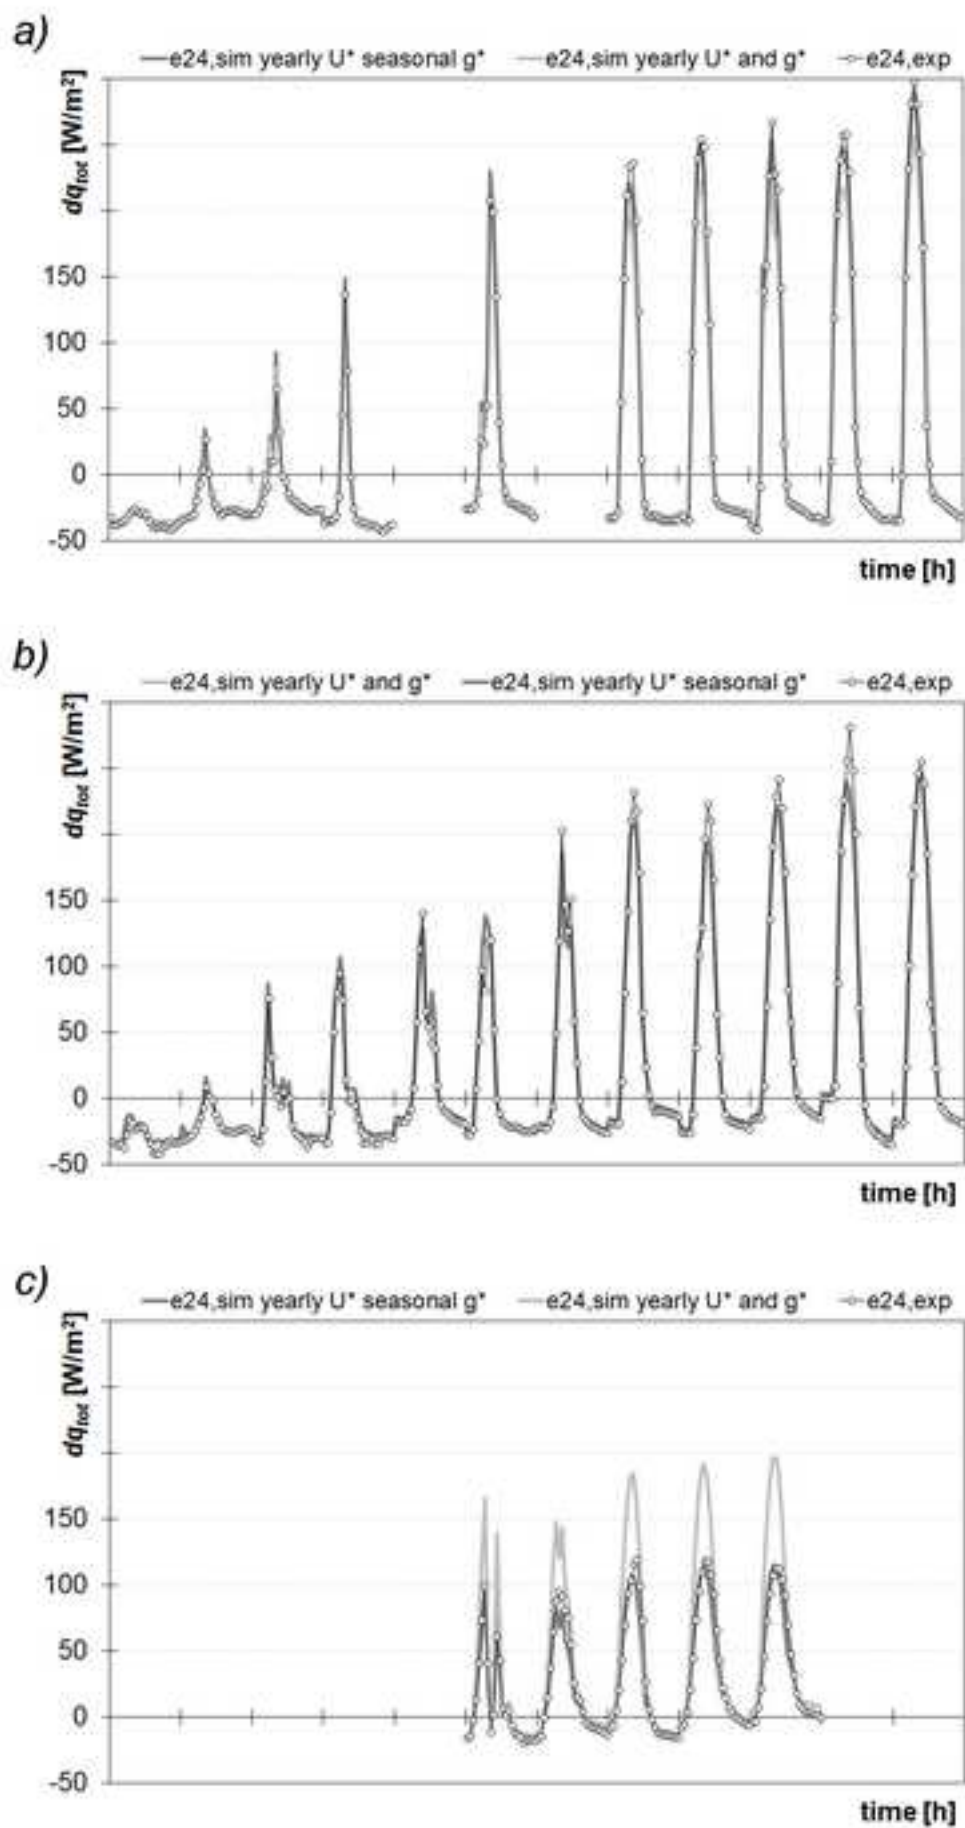 a)
e24,sim yearly U* seasonal g* e24,sim yearly U* and g* e24,exp
dq_tot [W/m²]
150
100
50
0
-50
time [h]
b)
e24,sim yearly U* and g* e24,sim yearly U* seasonal g* e24,exp
dq_tot [W/m²]
150
100
50
0
-50
time [h]
c)
e24,sim yearly U* seasonal g* e24,sim yearly U* and g* e24,exp
dq_tot [W/m²]
150
100
50
0
-50
time [h]